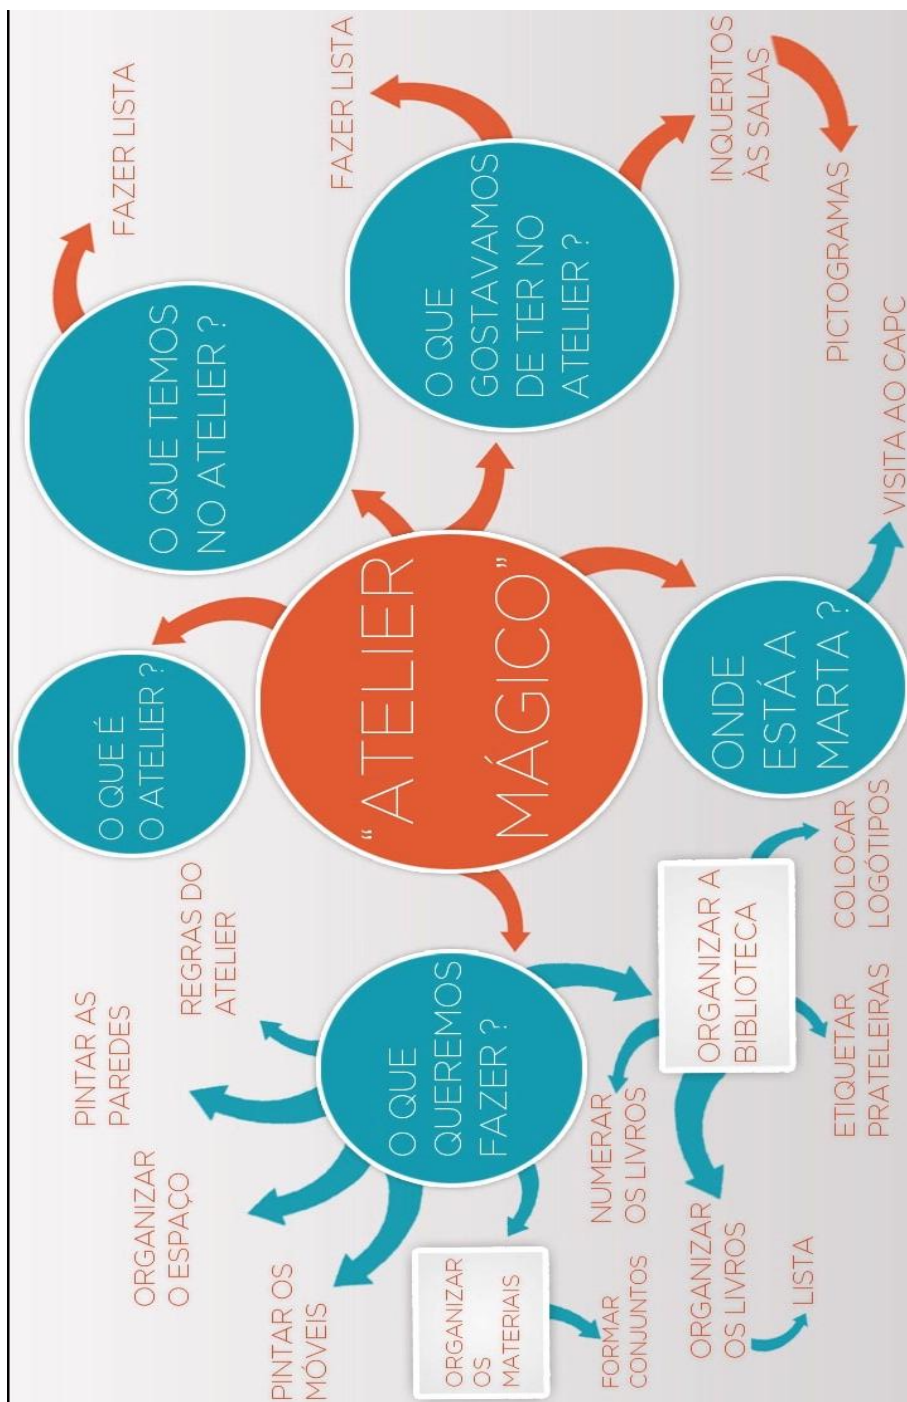 "ATELIER
MÁGICO"
O QUE É
O ATELIER ?
O QUE TEMOS
NO ATELIER ?
FAZER LISTA
O QUE
GOSTAVAMOS
DE TER NO
ATELIER ?
FAZER LISTA
INQUERITOS
ÀS SALAS
PICTOGRAMAS
ONDE
ESTÁ A
MARTA ?
VISITA AO CAPC
O QUE
QUEREMOS
FAZER ?
REGRAS DO
ATELIER
PINTAR AS
PAREDES
ORGANIZAR
O ESPAÇO
PINTAR OS
MÓVEIS
ORGANIZAR
OS
MATERIAIS
FORMAR
CONJUNTOS
ORGANIZAR A
BIBLIOTECA
NUMERAR
OS LIVROS
ORGANIZAR
OS LIVROS
LISTA
ETIQUETAR
PRATELEIRAS
COLOCAR
LOGÓTIPOS